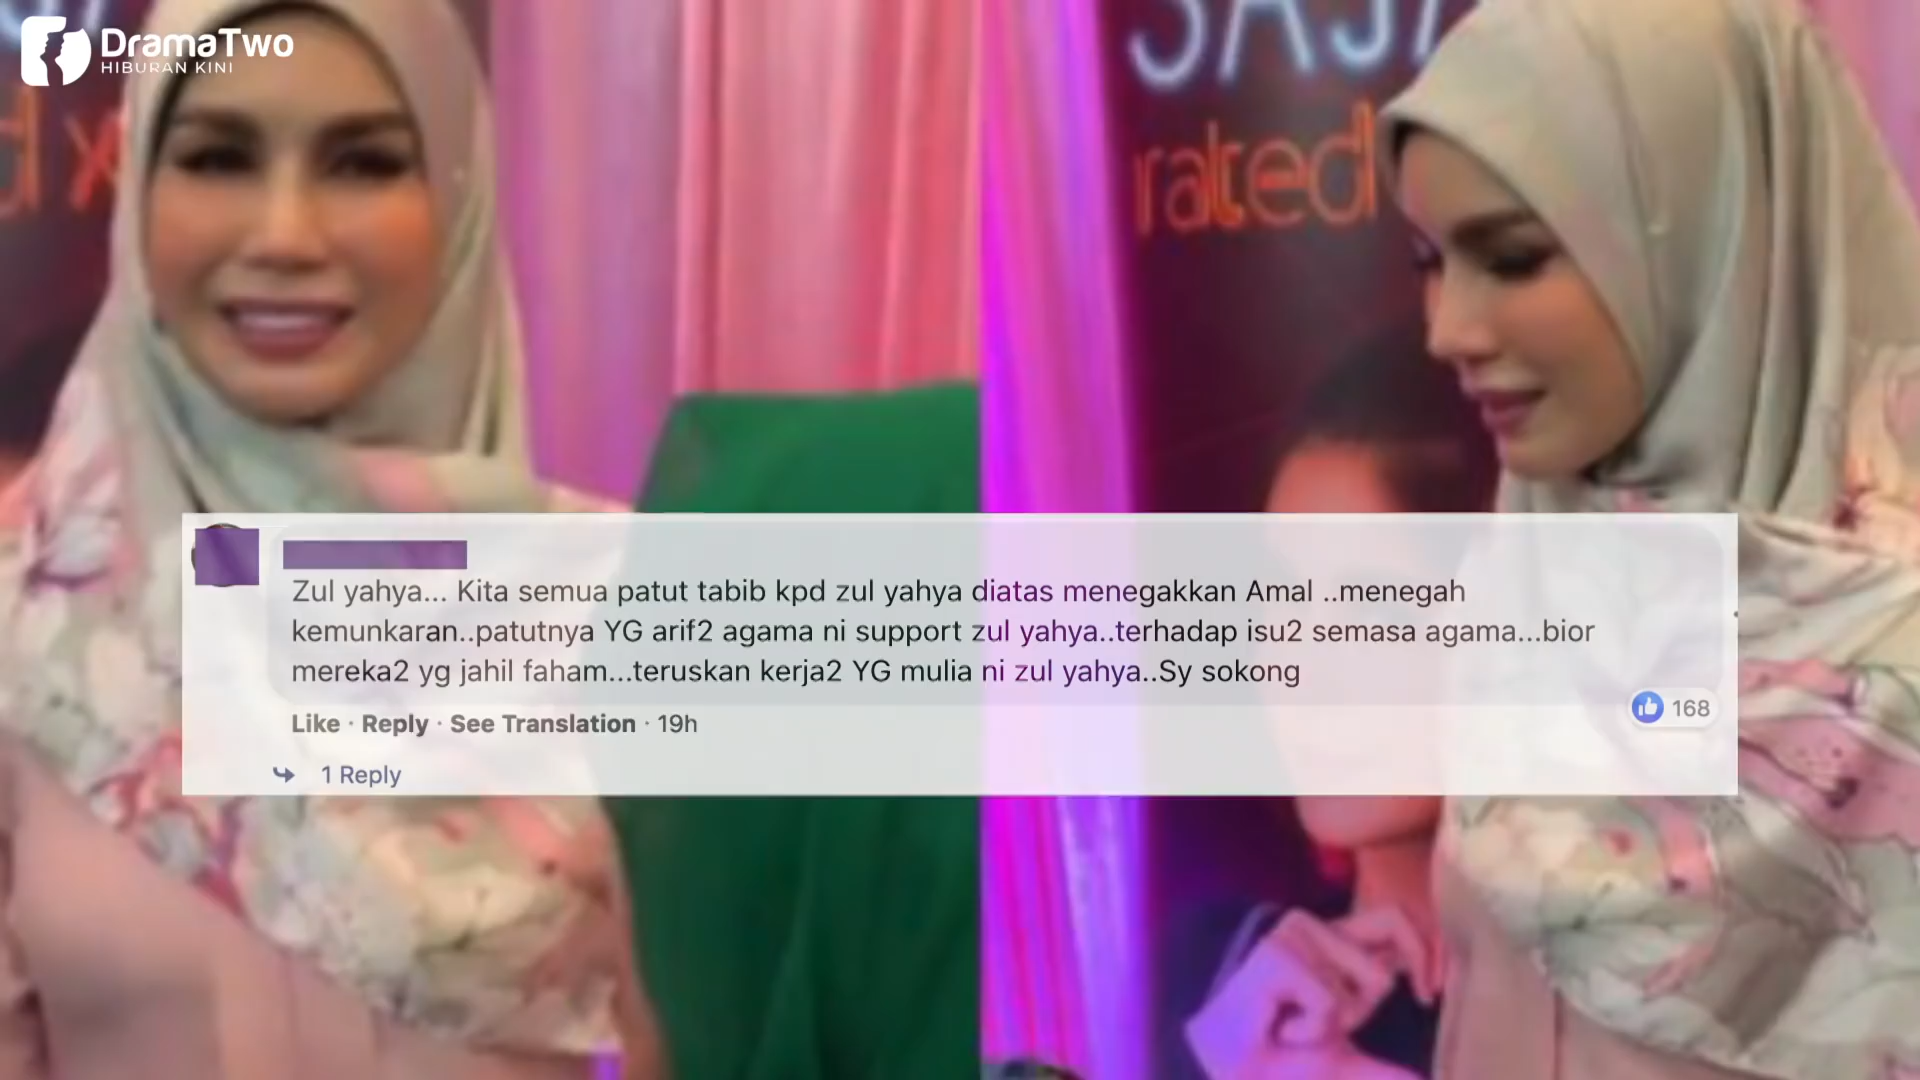 DramaTwo
HIBURAN KINI
SAJ
d x
rated
Zul yahya... Kita semua patut tabib kpd zul yahya diatas menegakkan Amal ..menegah
kemunkaran..patutnya YG arif2 agama ni support zul yahya..terhadap isu2 semasa agama...bior
mereka2 yg jahil faham...teruskan kerja2 YG mulia ni zul yahya..Sy sokong
Like · Reply · See Translation · 19h
168
1 Reply